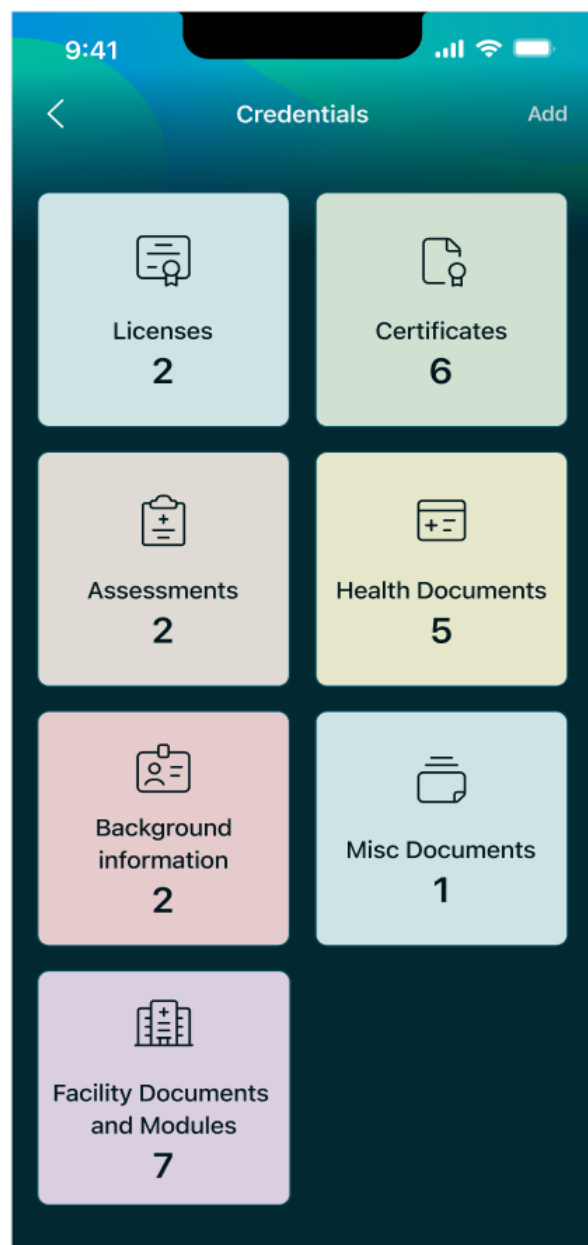 9:41
Credentials
Add
Licenses
2
Certificates
6
Assessments
2
Health Documents
5
Background
information
2
Misc Documents
1
Facility Documents
and Modules
7